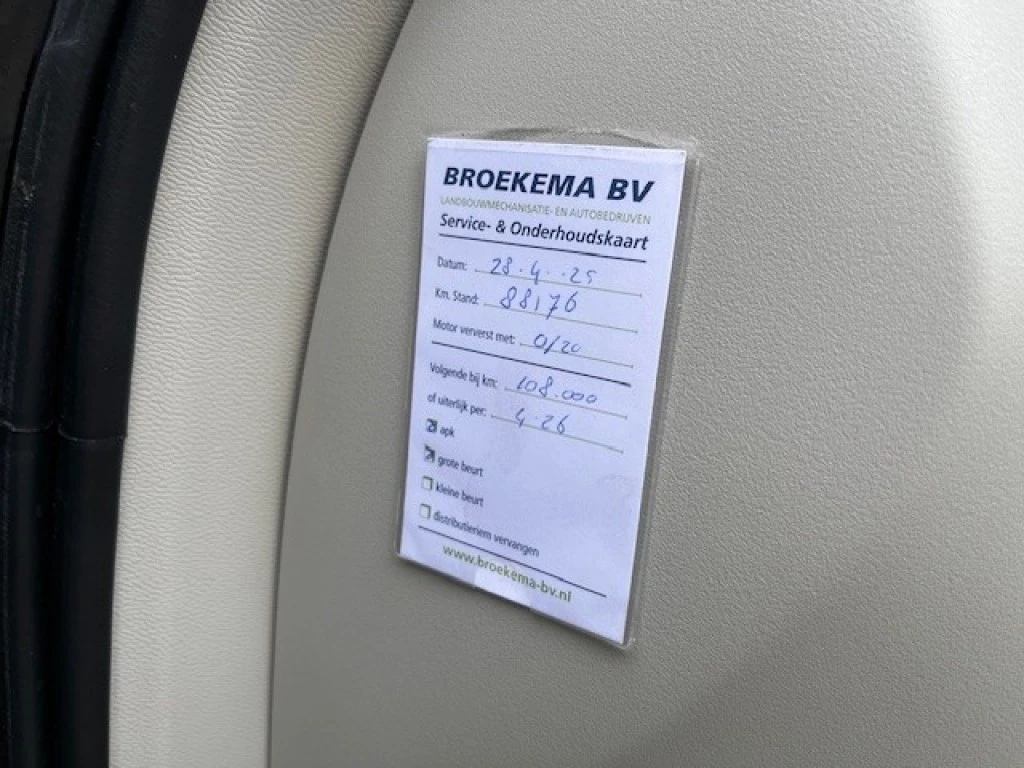 BROEKEMA BV
LANDBOUWMECHANISATIE- EN AUTOBEDRIJVEN
Service- & Onderhoudskaart
Datum: 28.4.25
Km. Stand: 88176
Motor ververst met: 0/20
Volgende bij km: 108.000
of uiterlijk per: 4-26
apk
grote beurt
kleine beurt
distributieriem vervangen
www.broekema-bv.nl